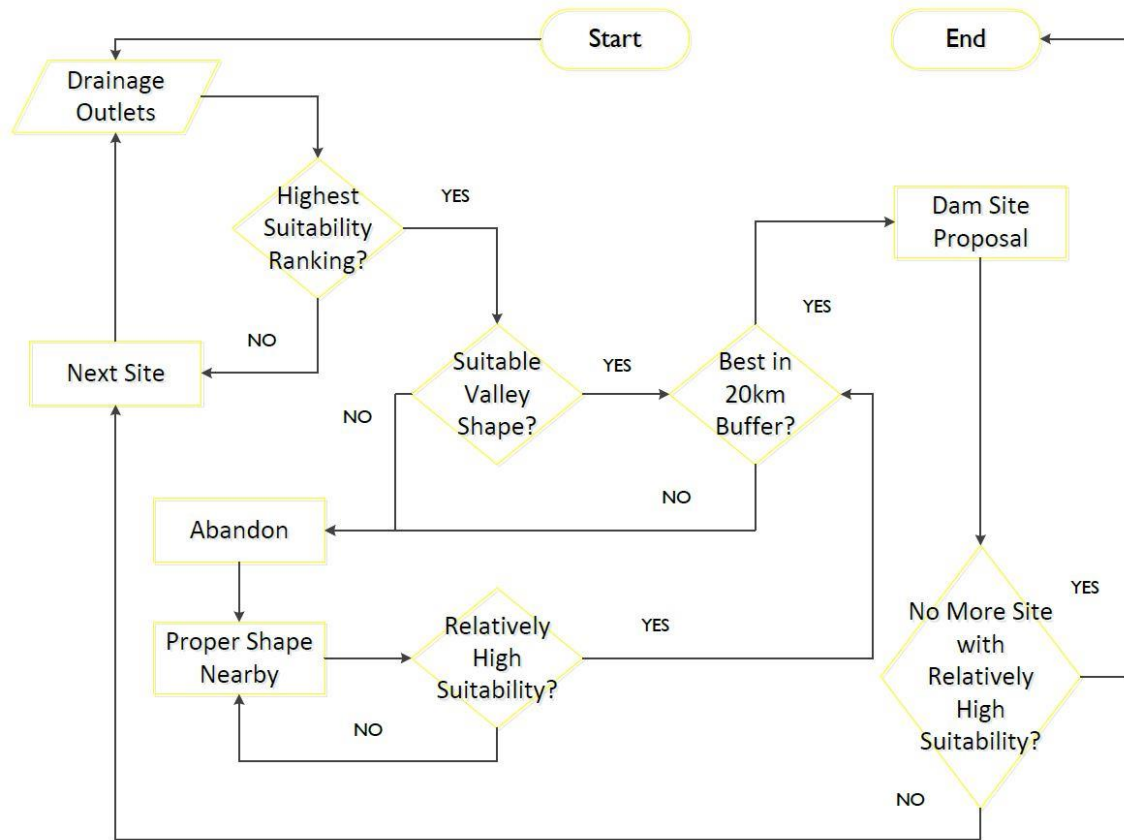 Start
End
Drainage
Outlets
Highest
Suitability
Ranking?
YES
NO
Next Site
Suitable
Valley
Shape?
YES
NO
Best in
20km
Buffer?
YES
NO
Dam Site
Proposal
Abandon
Proper Shape
Nearby
Relatively
High
Suitability?
YES
NO
No More Site
with
Relatively
High
Suitability?
YES
NO